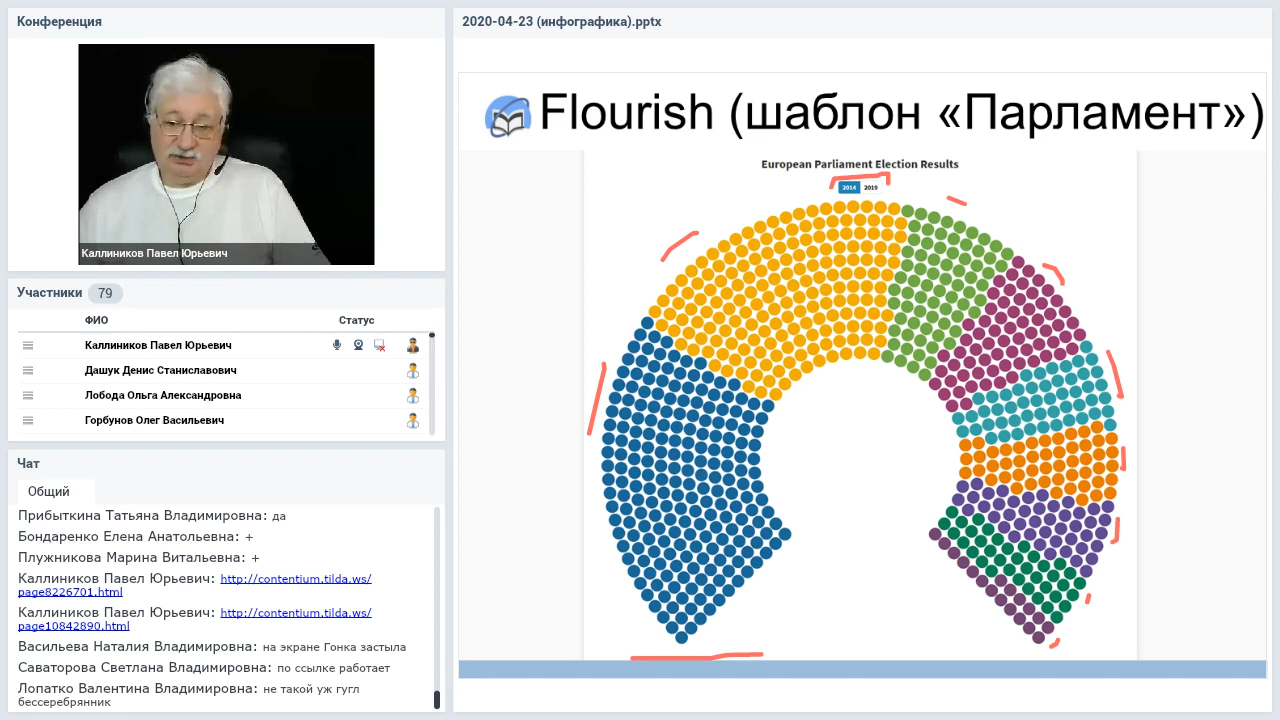 Конференция
Каллиников Павел Юрьевич
Участники 79
ФИО Статус
Каллиников Павел Юрьевич
Дашук Денис Станиславович
Лобода Ольга Александровна
Горбунов Олег Васильевич
Чат
Общий
Прибыткина Татьяна Владимировна: да
Бондаренко Елена Анатольевна: +
Плужникова Марина Витальевна: +
Каллиников Павел Юрьевич: http://contentium.tilda.ws/
page8226701.html
Каллиников Павел Юрьевич: http://contentium.tilda.ws/
page10842890.html
Васильева Наталия Владимировна: на экране Гонка застыла
Саваторова Светлана Владимировна: по ссылке работает
Лопатко Валентина Владимировна: не такой уж гугл
бессеребрянник
2020-04-23 (инфографика).pptx
Flourish (шаблон «Парламент»)
European Parliament Election Results
2014 2019